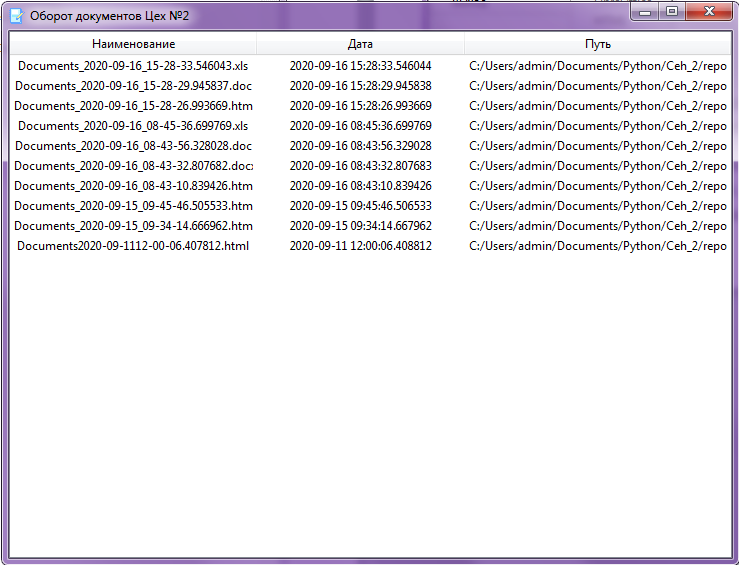 Оборот документов Цех №2
Наименование Дата Путь
Documents_2020-09-16_15-28-33.546043.xls 2020-09-16 15:28:33.546044 C:/Users/admin/Documents/Python/Ceh_2/repo
Documents_2020-09-16_15-28-29.945837.doc 2020-09-16 15:28:29.945838 C:/Users/admin/Documents/Python/Ceh_2/repo
Documents_2020-09-16_15-28-26.993669.htm 2020-09-16 15:28:26.993669 C:/Users/admin/Documents/Python/Ceh_2/repo
Documents_2020-09-16_08-45-36.699769.xls 2020-09-16 08:45:36.699769 C:/Users/admin/Documents/Python/Ceh_2/repo
Documents_2020-09-16_08-43-56.328028.doc 2020-09-16 08:43:56.329028 C:/Users/admin/Documents/Python/Ceh_2/repo
Documents_2020-09-16_08-43-32.807682.docx 2020-09-16 08:43:32.807683 C:/Users/admin/Documents/Python/Ceh_2/repo
Documents_2020-09-16_08-43-10.839426.htm 2020-09-16 08:43:10.839426 C:/Users/admin/Documents/Python/Ceh_2/repo
Documents_2020-09-15_09-45-46.505533.htm 2020-09-15 09:45:46.506533 C:/Users/admin/Documents/Python/Ceh_2/repo
Documents_2020-09-15_09-34-14.666962.htm 2020-09-15 09:34:14.667962 C:/Users/admin/Documents/Python/Ceh_2/repo
Documents2020-09-1112-00-06.407812.html 2020-09-11 12:00:06.408812 C:/Users/admin/Documents/Python/Ceh_2/repo